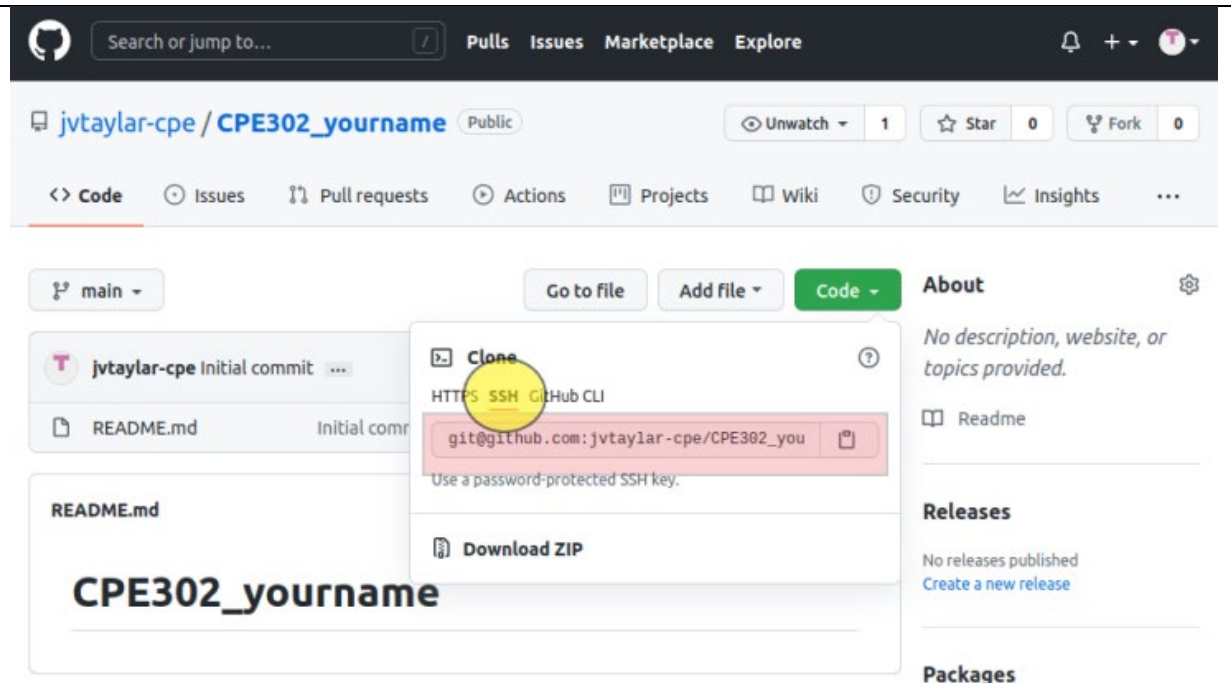 Search or jump to... / Pulls Issues Marketplace Explore
jvtaylar-cpe / CPE302_yourname Public Unwatch 1 Star 0 Fork 0
<> Code Issues Pull requests Actions Projects Wiki Security Insights ...
main Go to file Add file Code About
No description, website, or
topics provided.
Readme
T jvtaylar-cpe Initial commit ...
README.md Initial
Clone
HTTPS SSH GitHub CLI
git@github.com:jvtaylar-cpe/CPE302_you
Use a password-protected SSH key.
Download ZIP
README.md
CPE302_yourname
Releases
No releases published
Create a new release
Packages